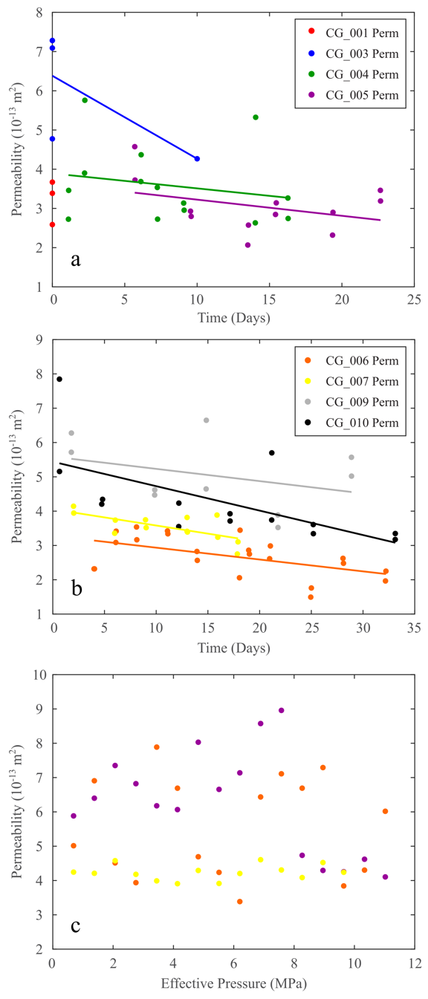 8
7
6
5
4
3
2
1
Permeability (10⁻¹³ m²)
CG_001 Perm
CG_003 Perm
CG_004 Perm
CG_005 Perm
a
0 5 10 15 20 25
Time (Days)
9
8
7
6
5
4
3
2
1
Permeability (10⁻¹³ m²)
CG_006 Perm
CG_007 Perm
CG_009 Perm
CG_010 Perm
b
0 5 10 15 20 25 30 35
Time (Days)
10
9
8
7
6
5
4
3
2
Permeability (10⁻¹³ m²)
c
0 2 4 6 8 10 12
Effective Pressure (MPa)